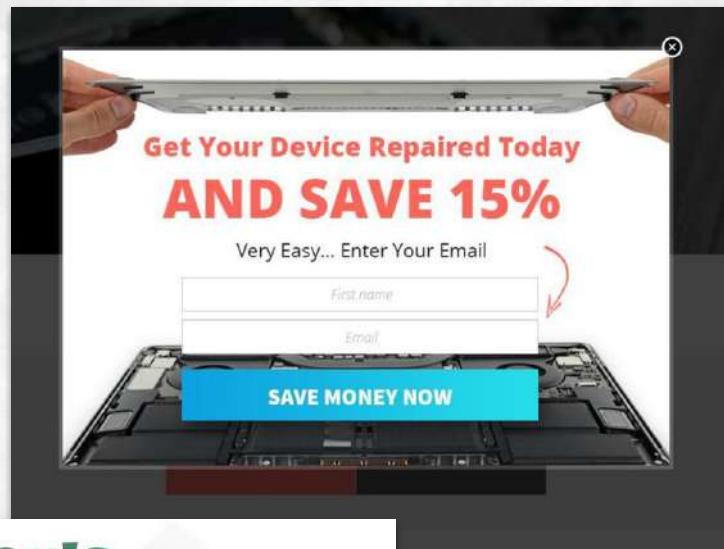 Get Your Device Repaired Today
AND SAVE 15%
Very Easy... Enter Your Email
First name
Email
SAVE MONEY NOW